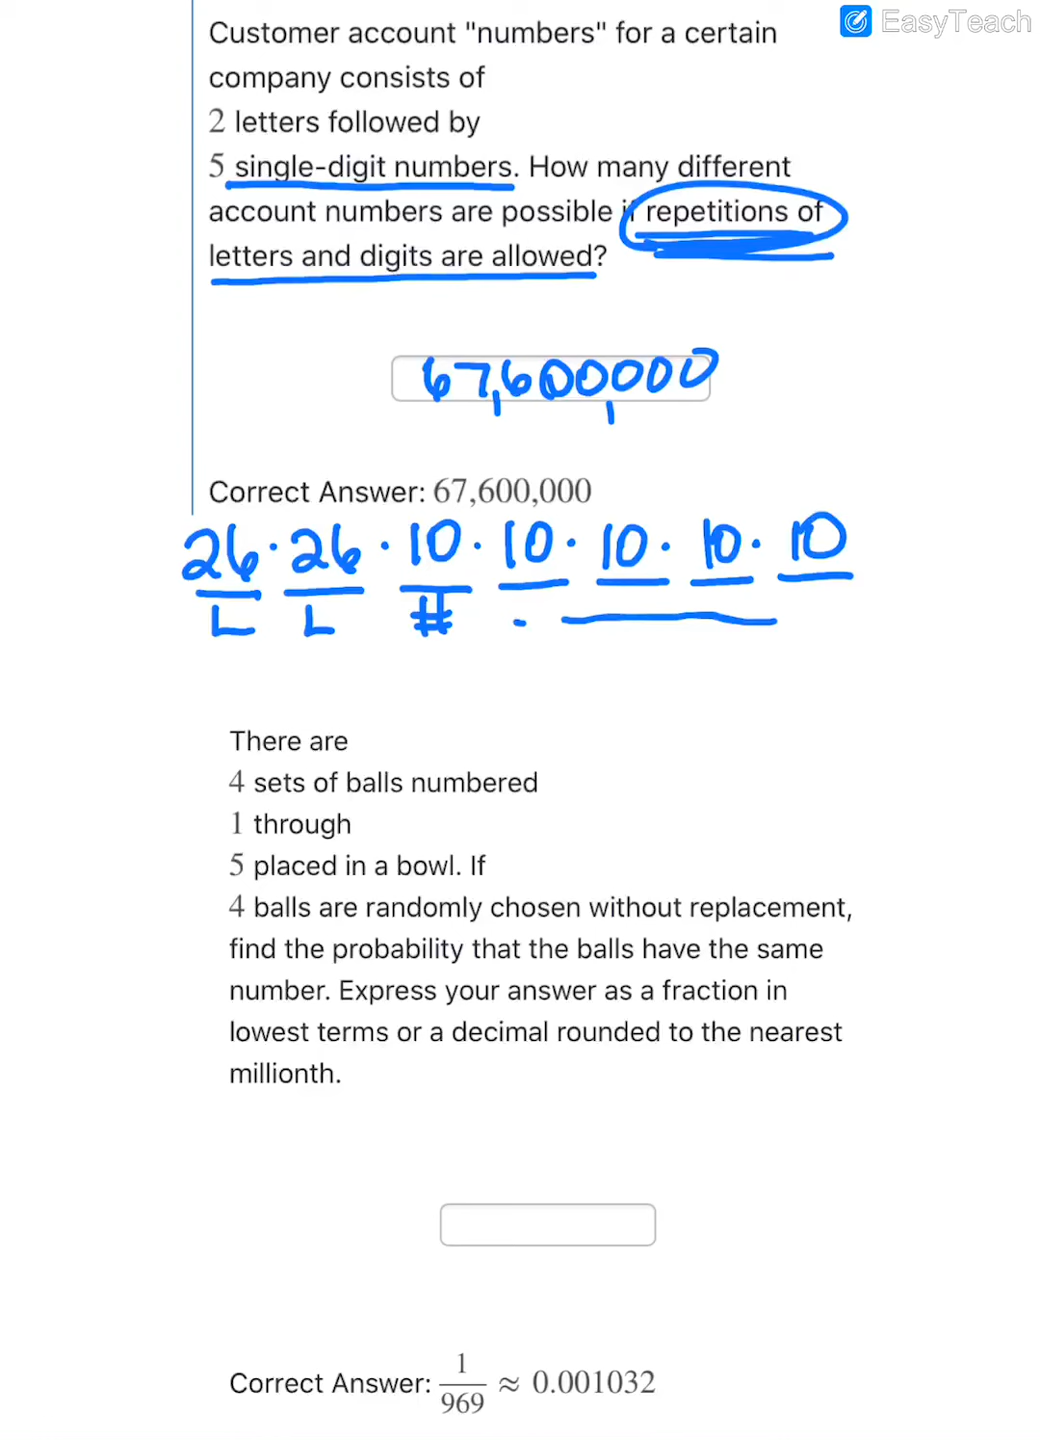 EasyTeach
Customer account "numbers" for a certain
company consists of
2 letters followed by
5 single-digit numbers. How many different
account numbers are possible if repetitions of
letters and digits are allowed?
67,600,000
Correct Answer: 67,600,000
26 · 26 · 10 · 10 · 10 · 10 · 10
L L #
There are
4 sets of balls numbered
1 through
5 placed in a bowl. If
4 balls are randomly chosen without replacement,
find the probability that the balls have the same
number. Express your answer as a fraction in
lowest terms or a decimal rounded to the nearest
millionth.
Correct Answer: 1/969 ≈ 0.001032